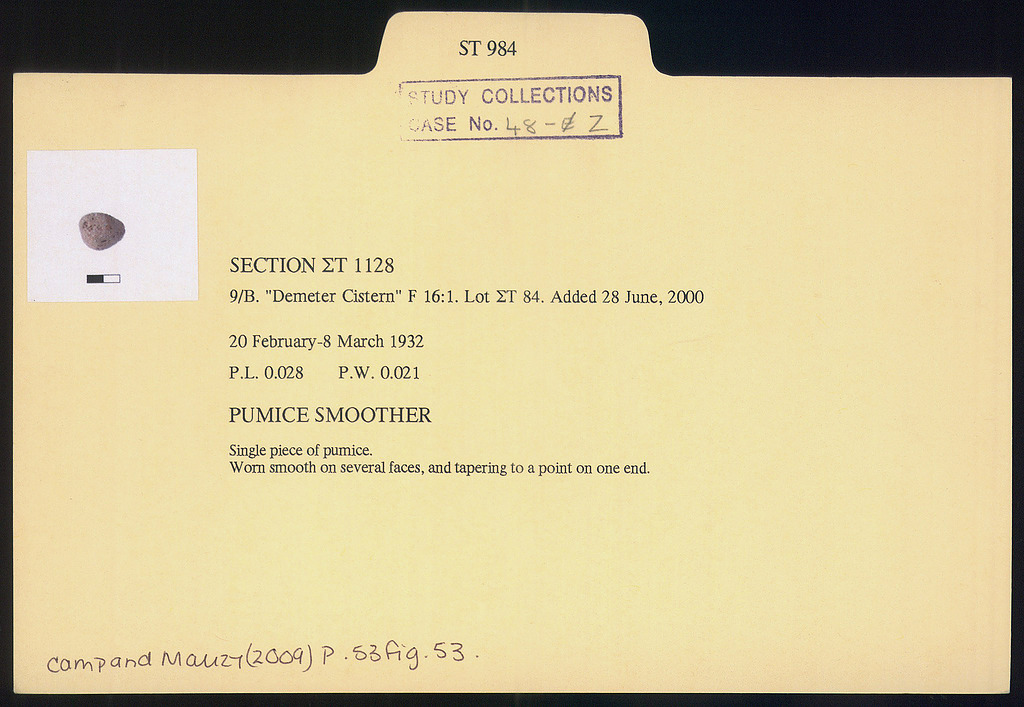 ST 984
STUDY COLLECTIONS
CASE No. 48 - Z
SECTION ΣΤ 1128
9/B. "Demeter Cistern" F 16:1. Lot ΣΤ 84. Added 28 June, 2000
20 February-8 March 1932
P.L. 0.028 P.W. 0.021
PUMICE SMOOTHER
Single piece of pumice.
Worn smooth on several faces, and tapering to a point on one end.
Camp and Mauzy (2009) P. 53 fig. 53.